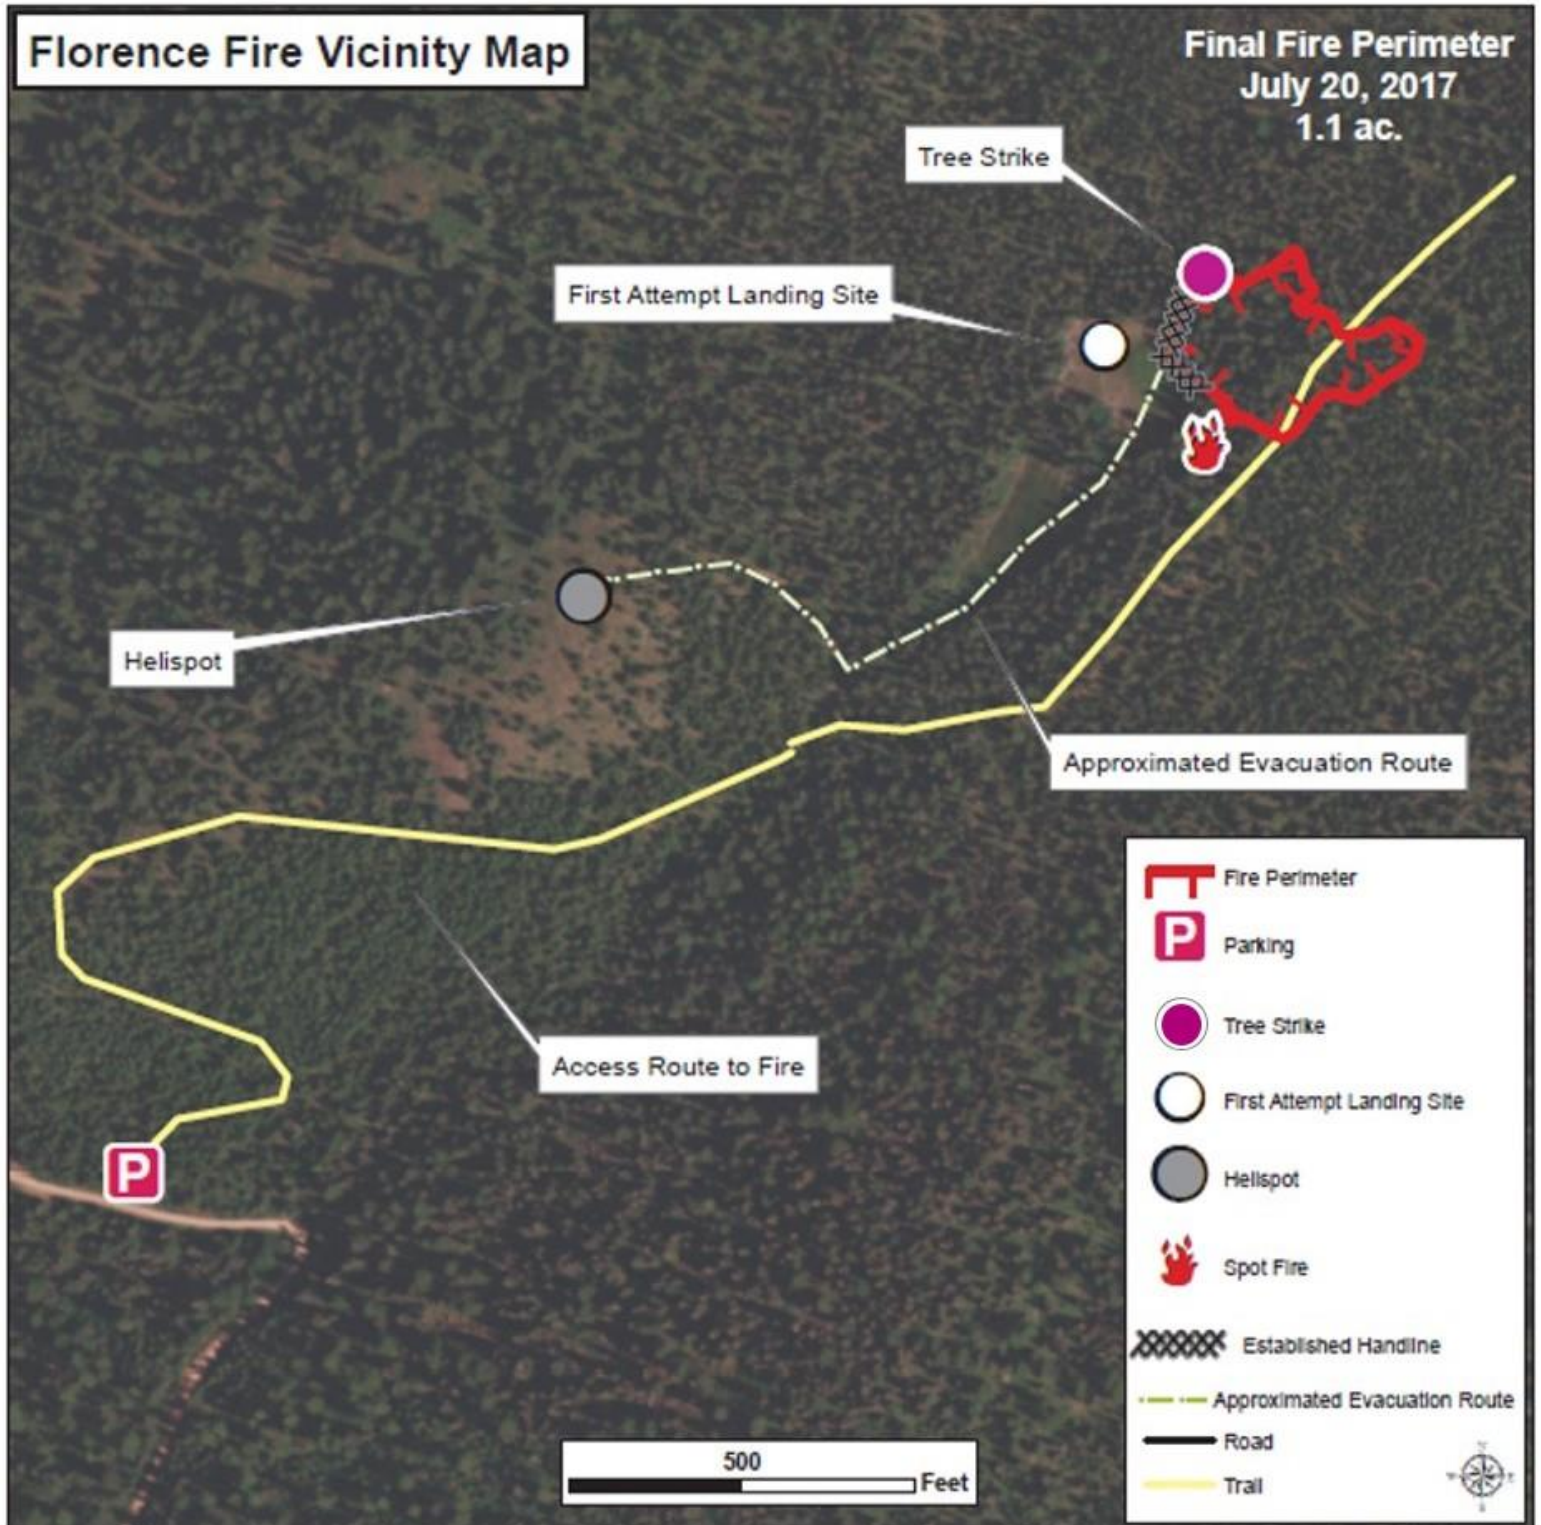 Florence Fire Vicinity Map
Final Fire Perimeter
July 20, 2017
1.1 ac.
Tree Strike
First Attempt Landing Site
Helispot
Approximated Evacuation Route
Access Route to Fire
P
Fire Perimeter
P
Parking
Tree Strike
First Attempt Landing Site
Helispot
Spot Fire
Established Handline
Approximated Evacuation Route
Road
Trail
500
Feet